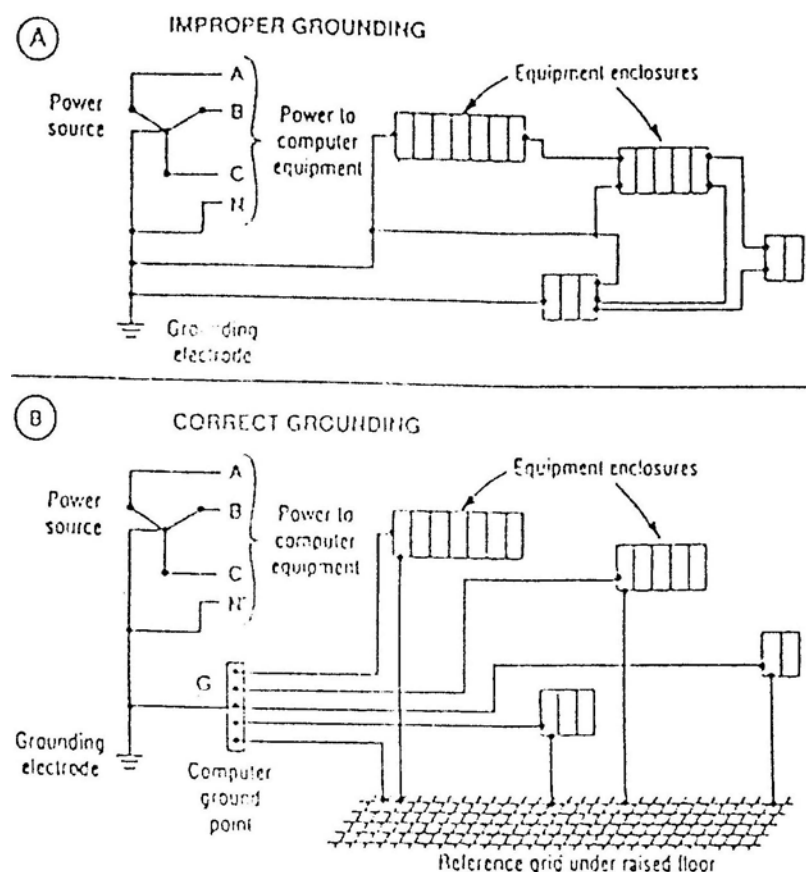 A
IMPROPER GROUNDING
Power
source
A
B
C
N
Power to
computer
equipment
Equipment enclosures
Grounding
electrode
B
CORRECT GROUNDING
Power
source
A
B
C
N
Power to
computer
equipment
Equipment enclosures
G
Grounding
electrode
Computer
ground
point
Reference grid under raised floor